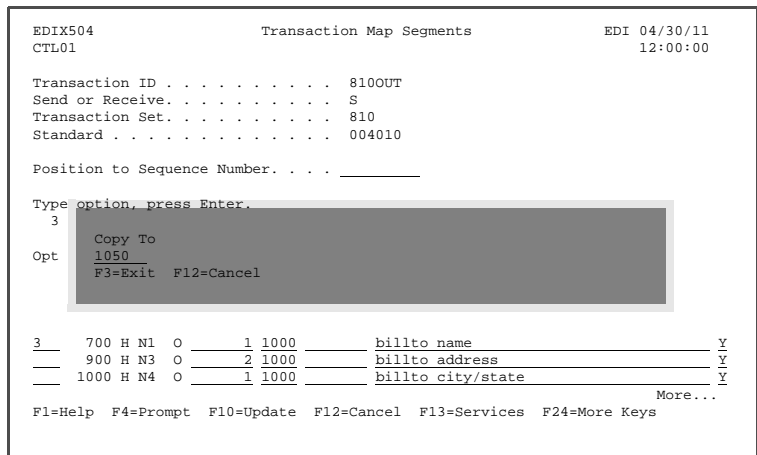 EDIX504 Transaction Map Segments EDI 04/30/11
CTL01 12:00:00
Transaction ID . . . . . . . . . . 810OUT
Send or Receive. . . . . . . . . . S
Transaction Set. . . . . . . . . . 810
Standard . . . . . . . . . . . . . 004010
Position to Sequence Number. . . .
Type option, press Enter.
3
Copy To
Opt 1050
F3=Exit F12=Cancel
3 700 H N1 O 1 1000 billto name Y
900 H N3 O 2 1000 billto address Y
1000 H N4 O 1 1000 billto city/state Y
More...
F1=Help F4=Prompt F10=Update F12=Cancel F13=Services F24=More Keys